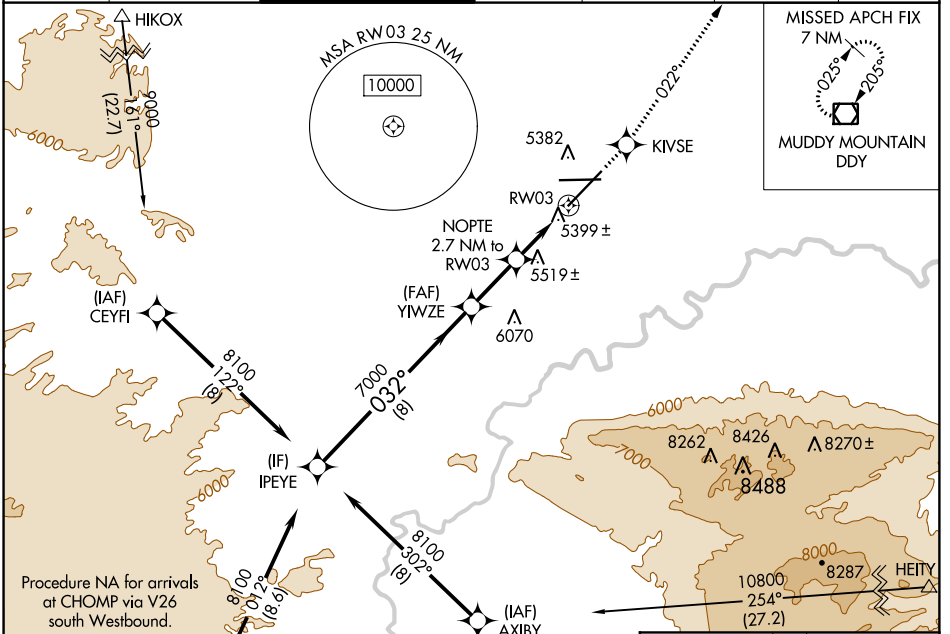 HIKOX
9000
161°
(22.7)
6000
MSA RW03 25 NM
10000
022°
MISSED APCH FIX
7 NM
025°
205°
MUDDY MOUNTAIN
DDY
5382
KIVSE
RW03
5399 ±
NOPTE
2.7 NM to
RW03
5519 ±
(FAF)
YIWZE
6070
(IAF)
CEYFI
8100
122°
(8)
7000
032°
(8)
(IF)
IPEYE
6000
6000
7000
8262
8426
8270 ±
8488
8100
302°
(8)
8100
012°
(8.6)
Procedure NA for arrivals
at CHOMP via V26
south Westbound.
(IAF)
AXIBY
8000
8287
HEITY
10800
254°
(27.2)